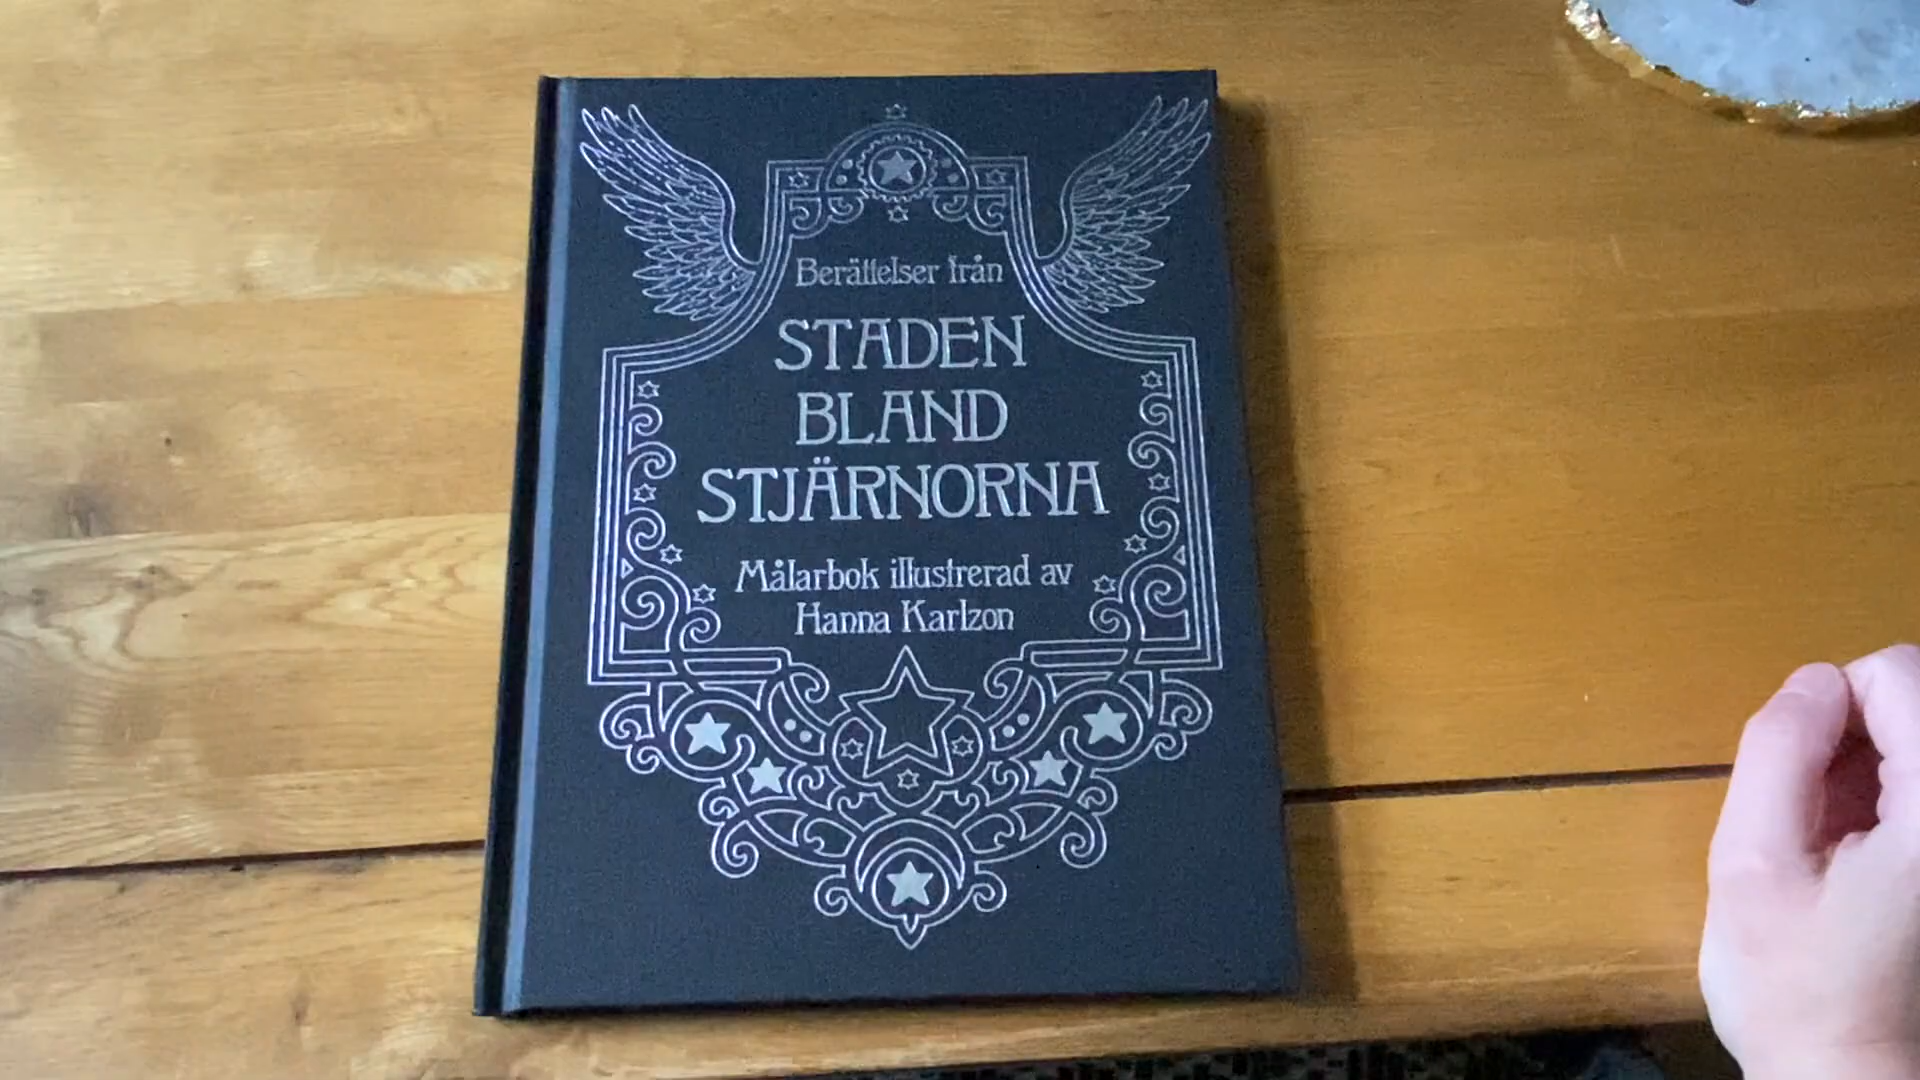 Berättelser från
STADEN
BLAND
STJÄRNORNA
Målarbok illustrerad av
Hanna Karlzon